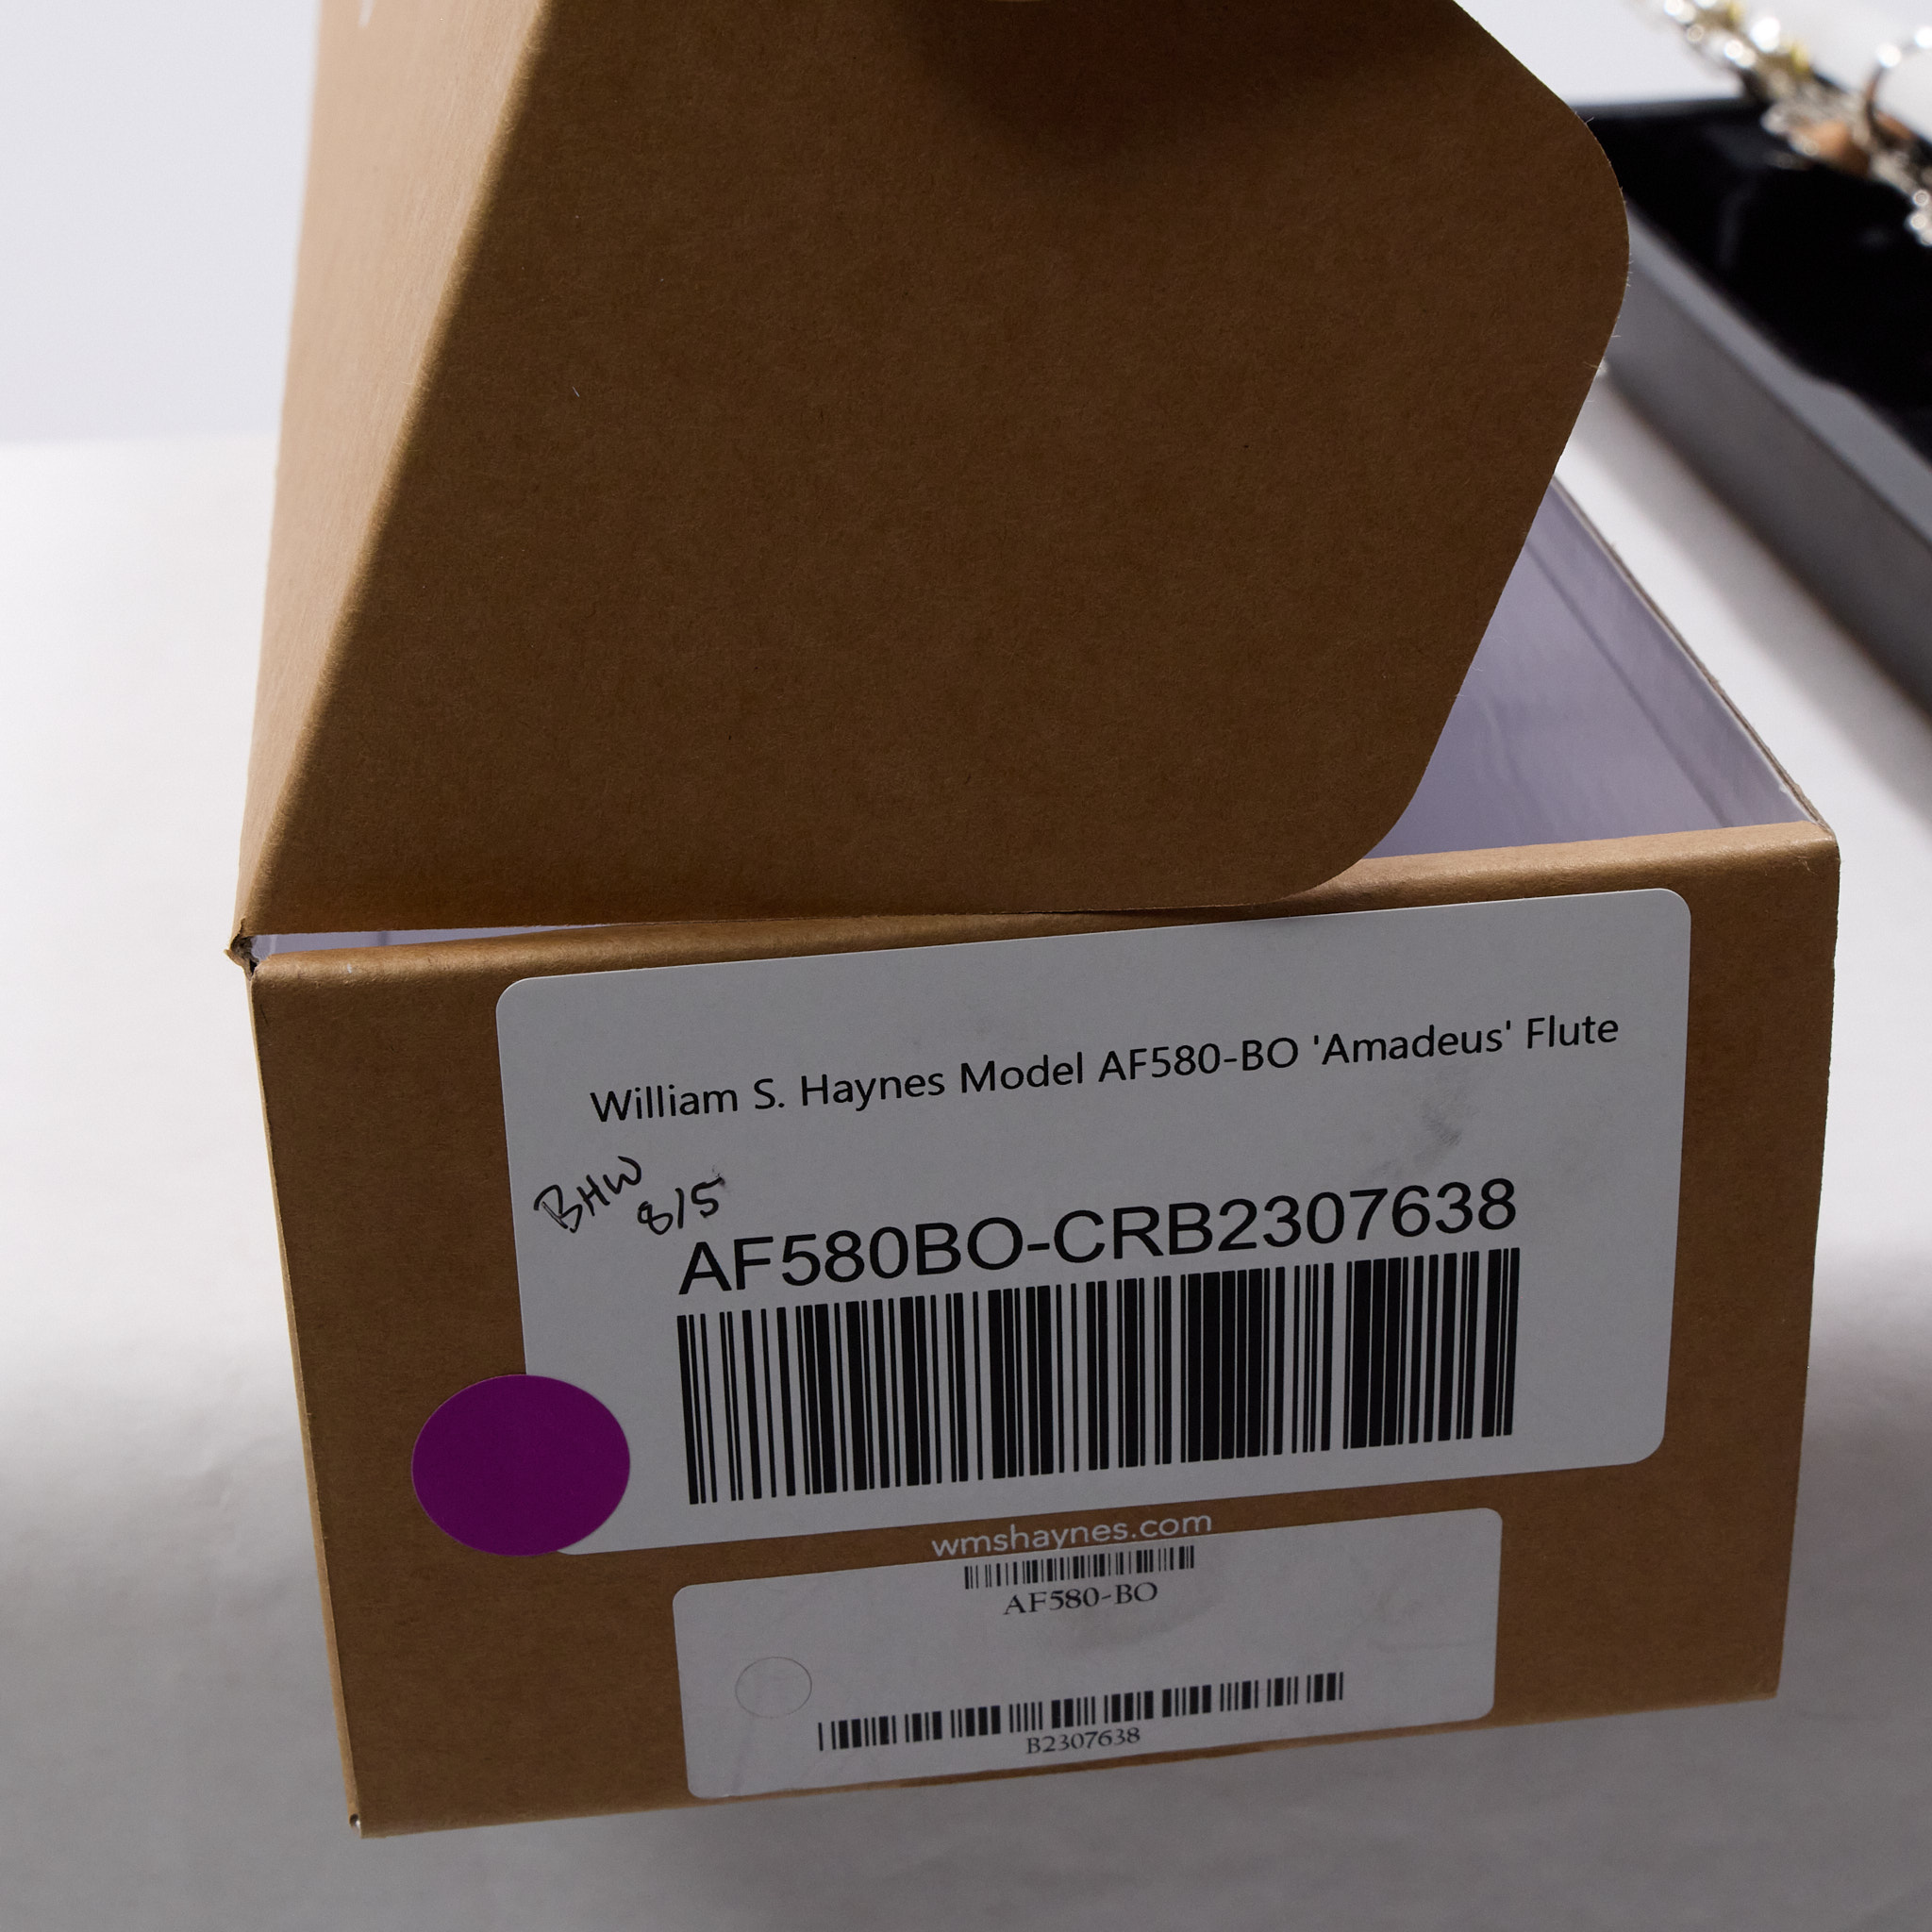 William S. Haynes Model AF580-BO 'Amadeus' Flute
BHW
8/5
AF580BO-CRB2307638
wmshaynes.com
AF580-BO
B2307638